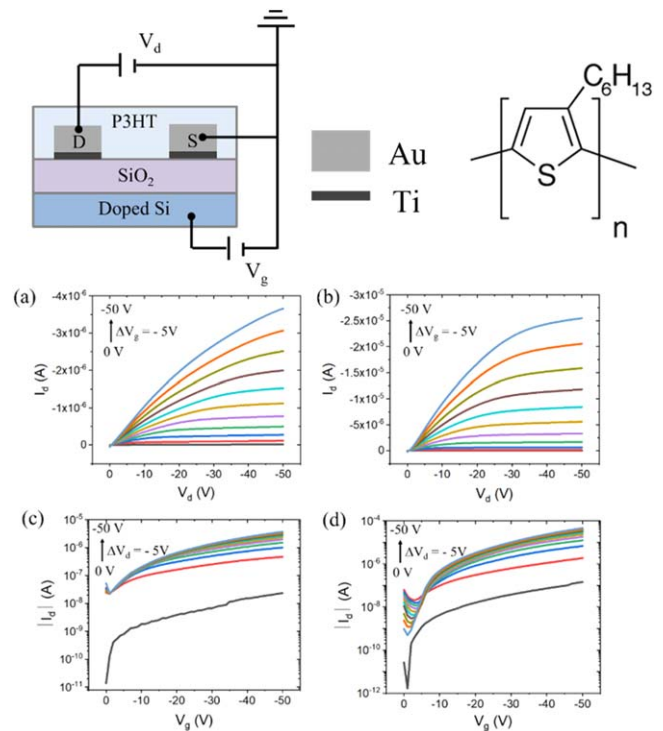 V_d
P3HT
D
S
SiO₂
Doped Si
V_g
Au
Ti
C₆H₁₃
S
n
(a)
-4x10⁻⁶
-3x10⁻⁶
-2x10⁻⁶
-1x10⁻⁶
0
I_d (A)
-50 V
ΔV_g = - 5V
0 V
0 -10 -20 -30 -40 -50
V_d (V)
(b)
-3x10⁻⁵
-3x10⁻⁵
-2x10⁻⁵
-2x10⁻⁵
-1x10⁻⁵
-5x10⁻⁶
0
I_d (A)
-50 V
ΔV_g = - 5V
0 V
0 -10 -20 -30 -40 -50
V_d (V)
(c)
10⁻⁵
10⁻⁶
10⁻⁷
10⁻⁸
10⁻⁹
10⁻¹⁰
10⁻¹¹
|I_d| (A)
-50 V
ΔV_d = - 5V
0 V
0 -10 -20 -30 -40 -50
V_g (V)
(d)
10⁻⁴
10⁻⁶
10⁻⁸
10⁻¹⁰
10⁻¹²
|I_d| (A)
-50 V
ΔV_d = - 5V
0 V
0 -10 -20 -30 -40 -50
V_g (V)